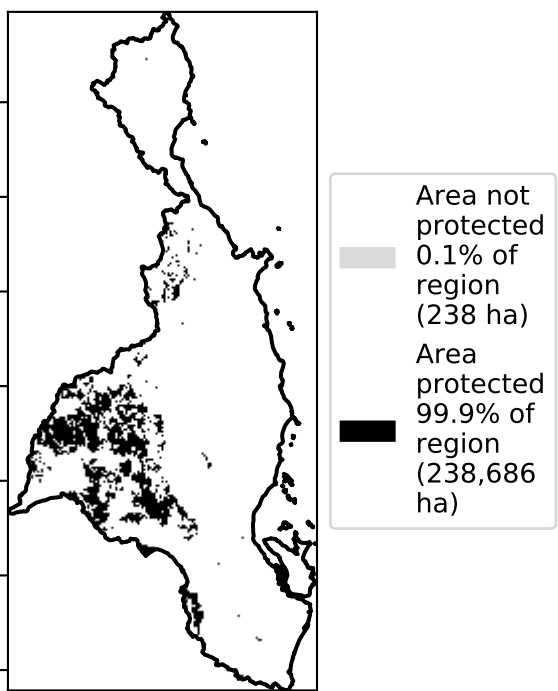 Area not
protected
0.1% of
region
(238 ha)
Area
protected
99.9% of
region
(238,686
ha)